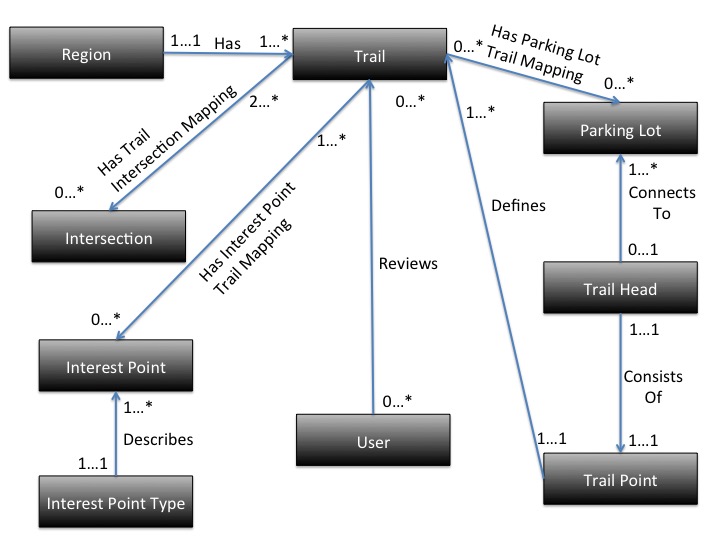 Region
1...1
Has
1...*
Trail
0...*
Has Parking Lot
Trail Mapping
0...*
Parking Lot
2...*
Has Trail
Intersection Mapping
0...*
Intersection
1...*
Has Interest Point
Trail Mapping
0...*
Interest Point
0...*
Reviews
0...*
User
1...*
Defines
1...1
1...*
Connects
To
0...1
Trail Head
1...1
Consists
Of
1...1
Trail Point
1...*
Describes
1...1
Interest Point Type